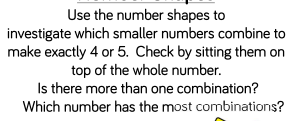 Use the number shapes to
investigate which smaller numbers combine to
make exactly 4 or 5. Check by sitting them on
top of the whole number.
Is there more than one combination?
Which number has the most combinations?